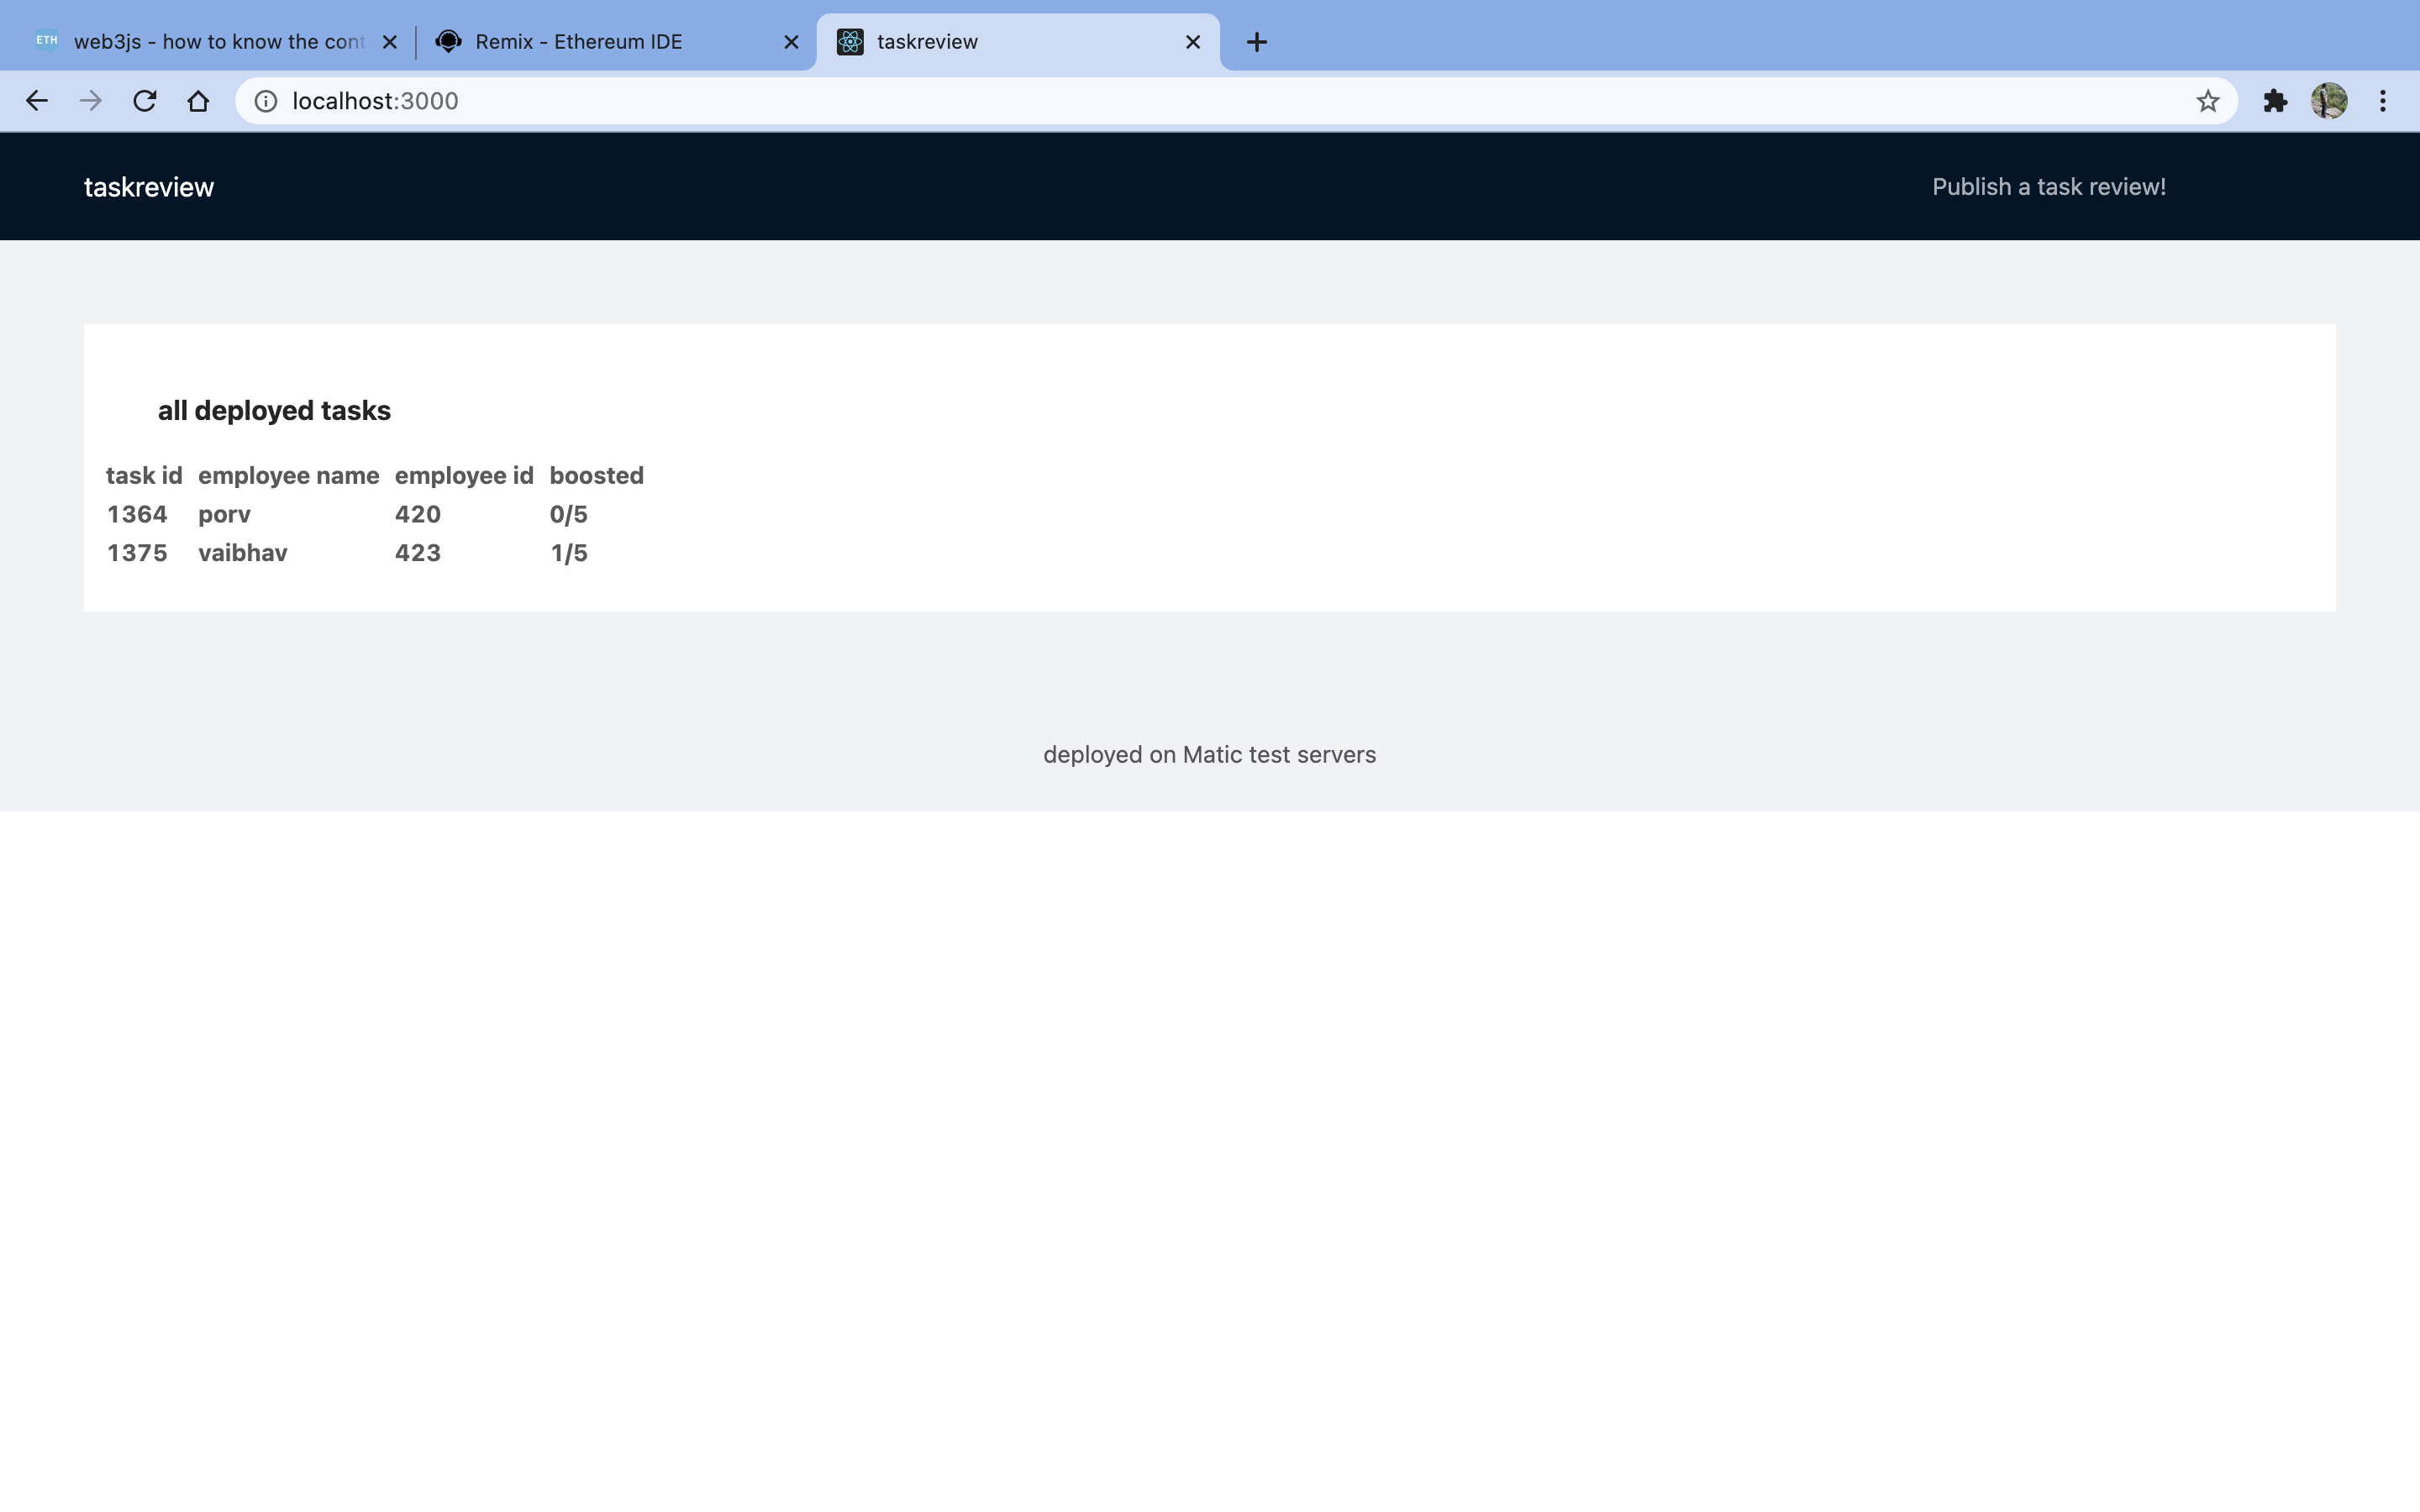 ETH web3js - how to know the cont Remix - Ethereum IDE taskreview
localhost:3000
taskreview Publish a task review!
all deployed tasks
task id employee name employee id boosted
1364 porv 420 0/5
1375 vaibhav 423 1/5
deployed on Matic test servers